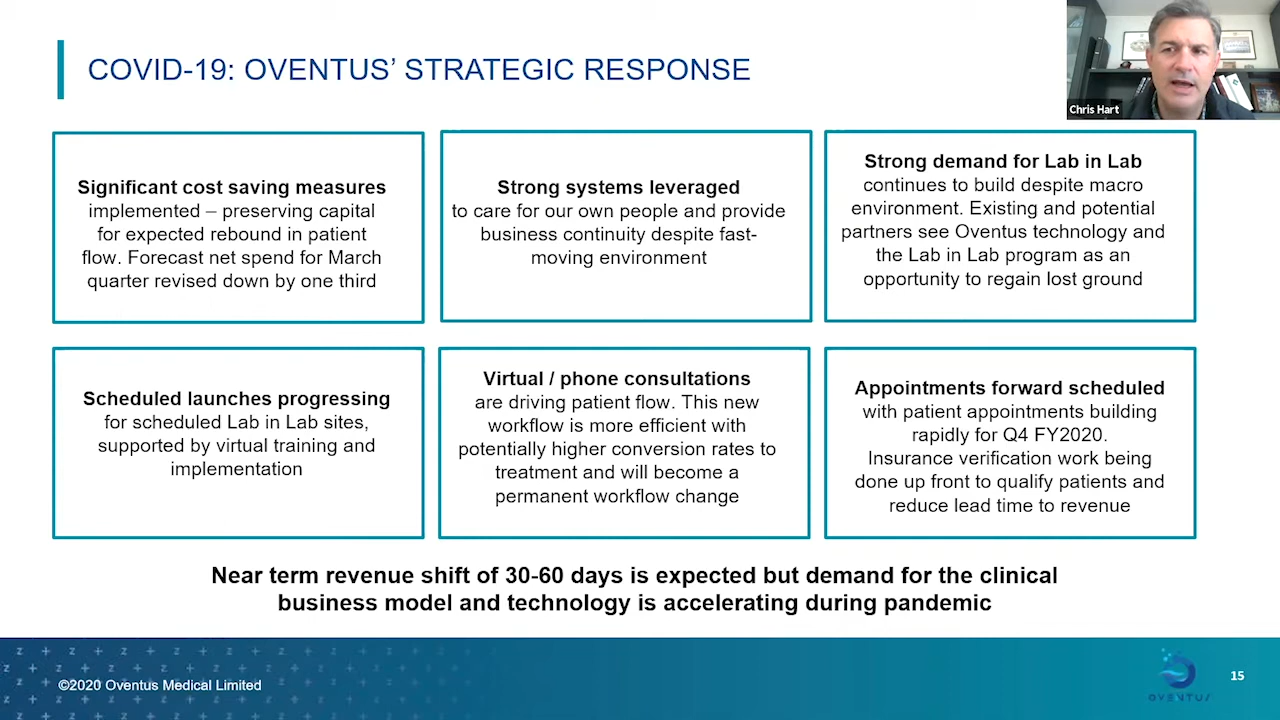 COVID-19: OVENTUS’ STRATEGIC RESPONSE
Chris Hart
Significant cost saving measures
implemented – preserving capital
for expected rebound in patient
flow. Forecast net spend for March
quarter revised down by one third
Strong systems leveraged
to care for our own people and provide
business continuity despite fast-
moving environment
Strong demand for Lab in Lab
continues to build despite macro
environment. Existing and potential
partners see Oventus technology and
the Lab in Lab program as an
opportunity to regain lost ground
Scheduled launches progressing
for scheduled Lab in Lab sites,
supported by virtual training and
implementation
Virtual / phone consultations
are driving patient flow. This new
workflow is more efficient with
potentially higher conversion rates to
treatment and will become a
permanent workflow change
Appointments forward scheduled
with patient appointments building
rapidly for Q4 FY2020.
Insurance verification work being
done up front to qualify patients and
reduce lead time to revenue
Near term revenue shift of 30-60 days is expected but demand for the clinical
business model and technology is accelerating during pandemic
©2020 Oventus Medical Limited
OVENTUS
15